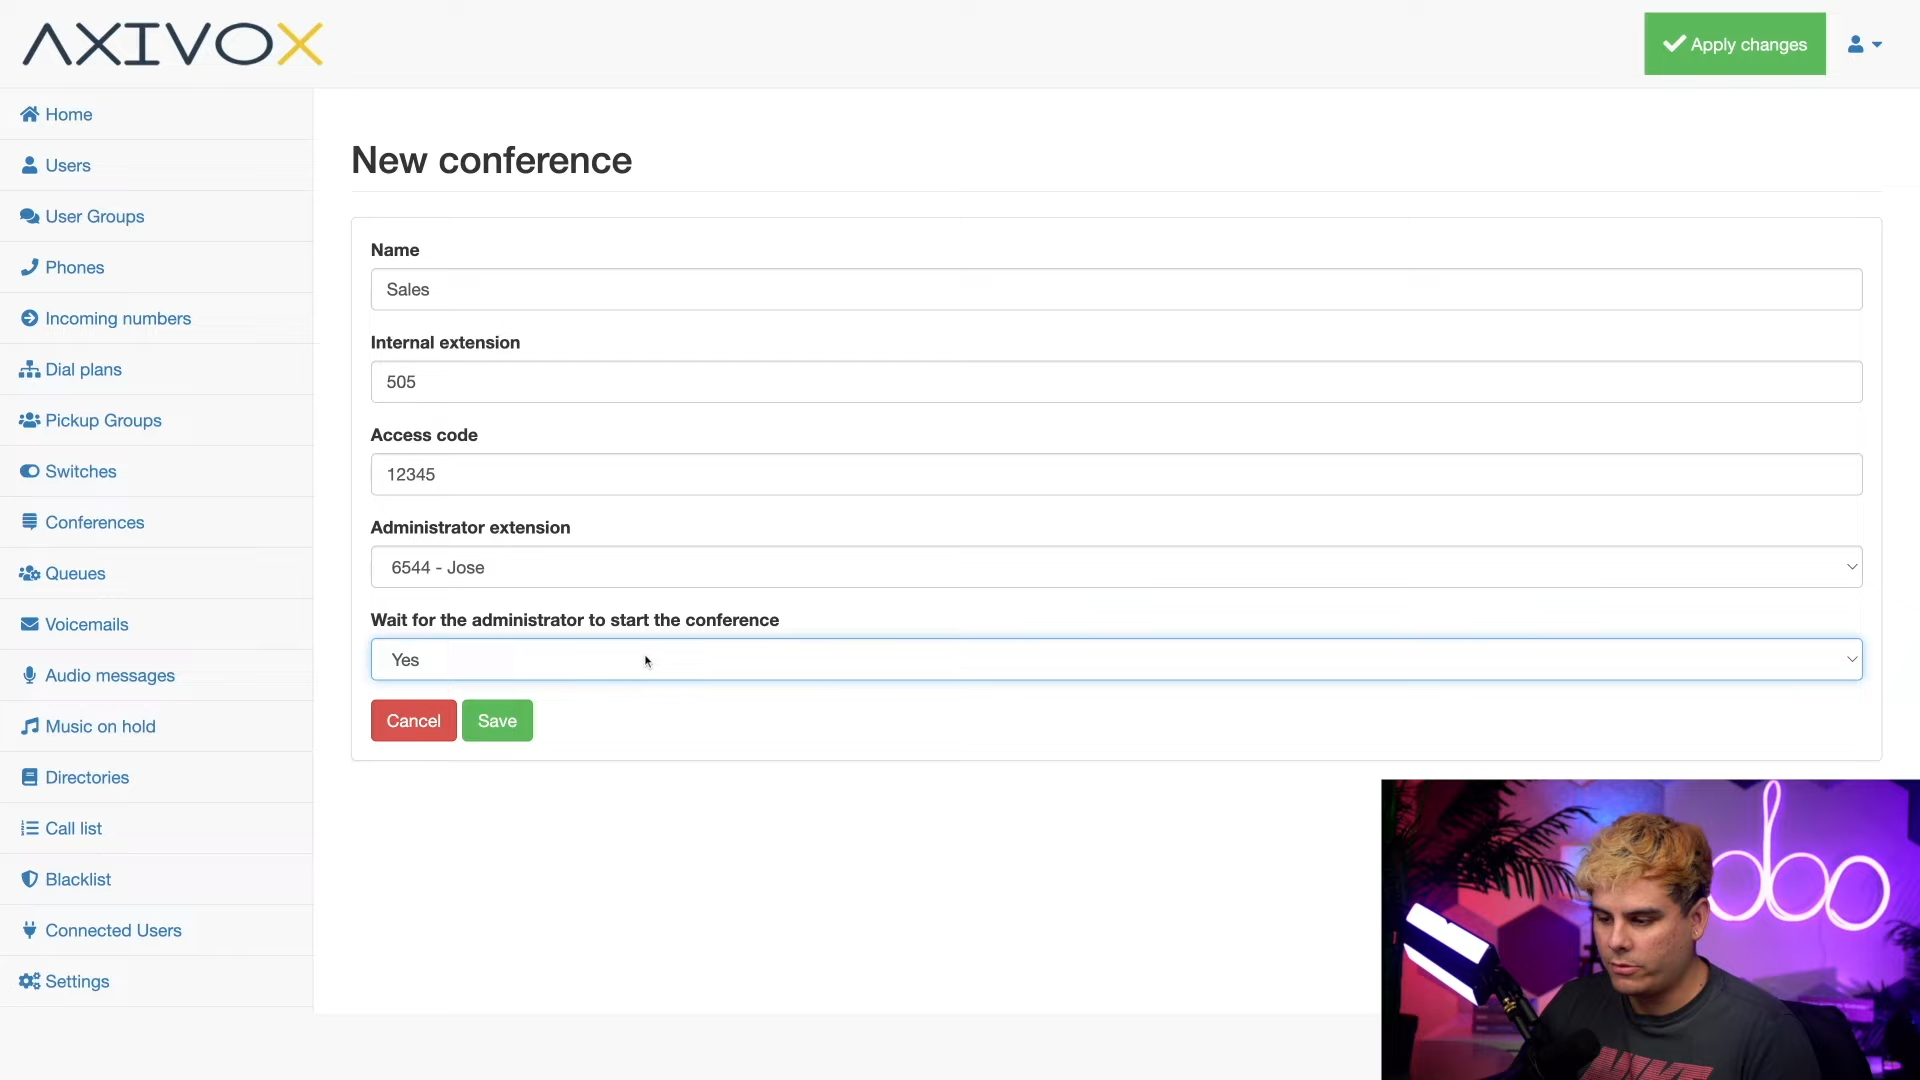 AXIVOX
Apply changes
Home
Users
User Groups
Phones
Incoming numbers
Dial plans
Pickup Groups
Switches
Conferences
Queues
Voicemails
Audio messages
Music on hold
Directories
Call list
Blacklist
Connected Users
Settings
New conference
Name
Sales
Internal extension
505
Access code
12345
Administrator extension
6544 - Jose
Wait for the administrator to start the conference
Yes
Cancel
Save